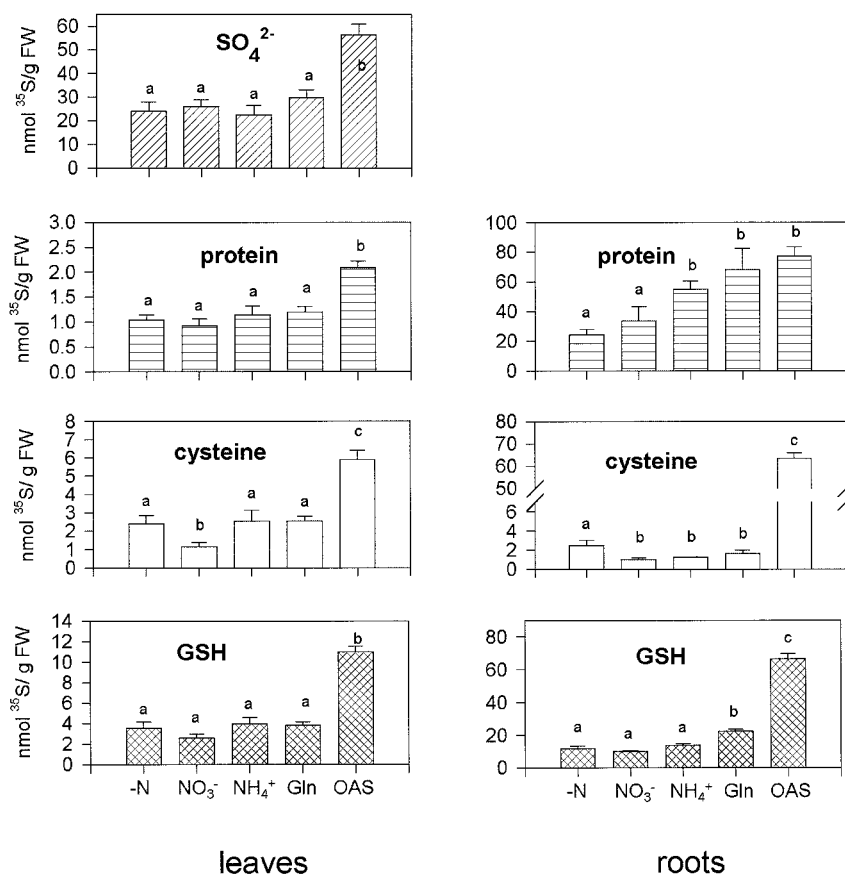 SO₄²⁻
nmol ³⁵S/g FW
60
50
40
30
20
10
0
a a a a b
protein
nmol ³⁵S/g FW
3.0
2.5
2.0
1.5
1.0
0.5
0.0
a a a a b
protein
100
80
60
40
20
0
a a b b b
cysteine
nmol ³⁵S/ g FW
8
6
5
4
3
2
1
0
a b a a c
cysteine
80
70
60
50
6
4
2
0
a b b b c
GSH
nmol ³⁵S/ g FW
14
12
10
8
6
4
2
0
a a a a b
-N NO₃⁻ NH₄⁺ Gln OAS
GSH
80
60
40
20
0
a a a b c
-N NO₃⁻ NH₄⁺ Gln OAS
leaves
roots